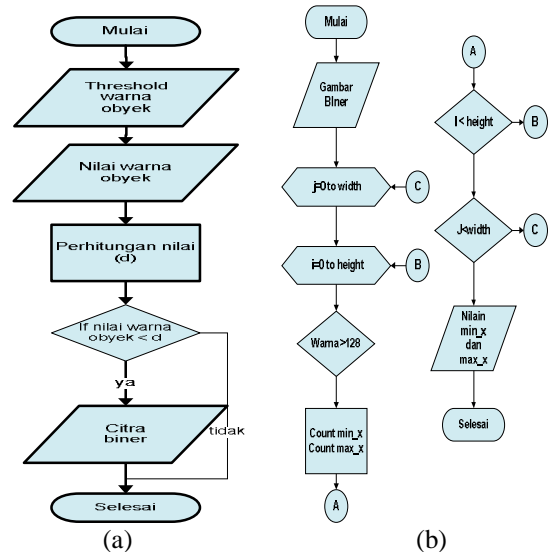 Mulai
Threshold
warna
obyek
Nilai warna
obyek
Perhitungan nilai
(d)
If nilai warna
obyek < d
ya
tidak
Citra
biner
Selesai
(a)
Mulai
Gambar
BIner
j=0 to width
C
i=0 to height
B
Warna>128
Count min_x
Count max_x
A
A
I< height
B
J<width
C
Nilain
min_x
dan
max_x
Selesai
(b)